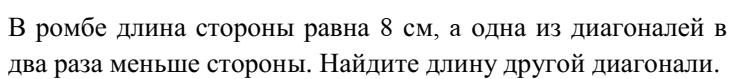 В ромбе длина стороны равна 8 см, а одна из диагоналей в
два раза меньше стороны. Найдите длину другой диагонали.